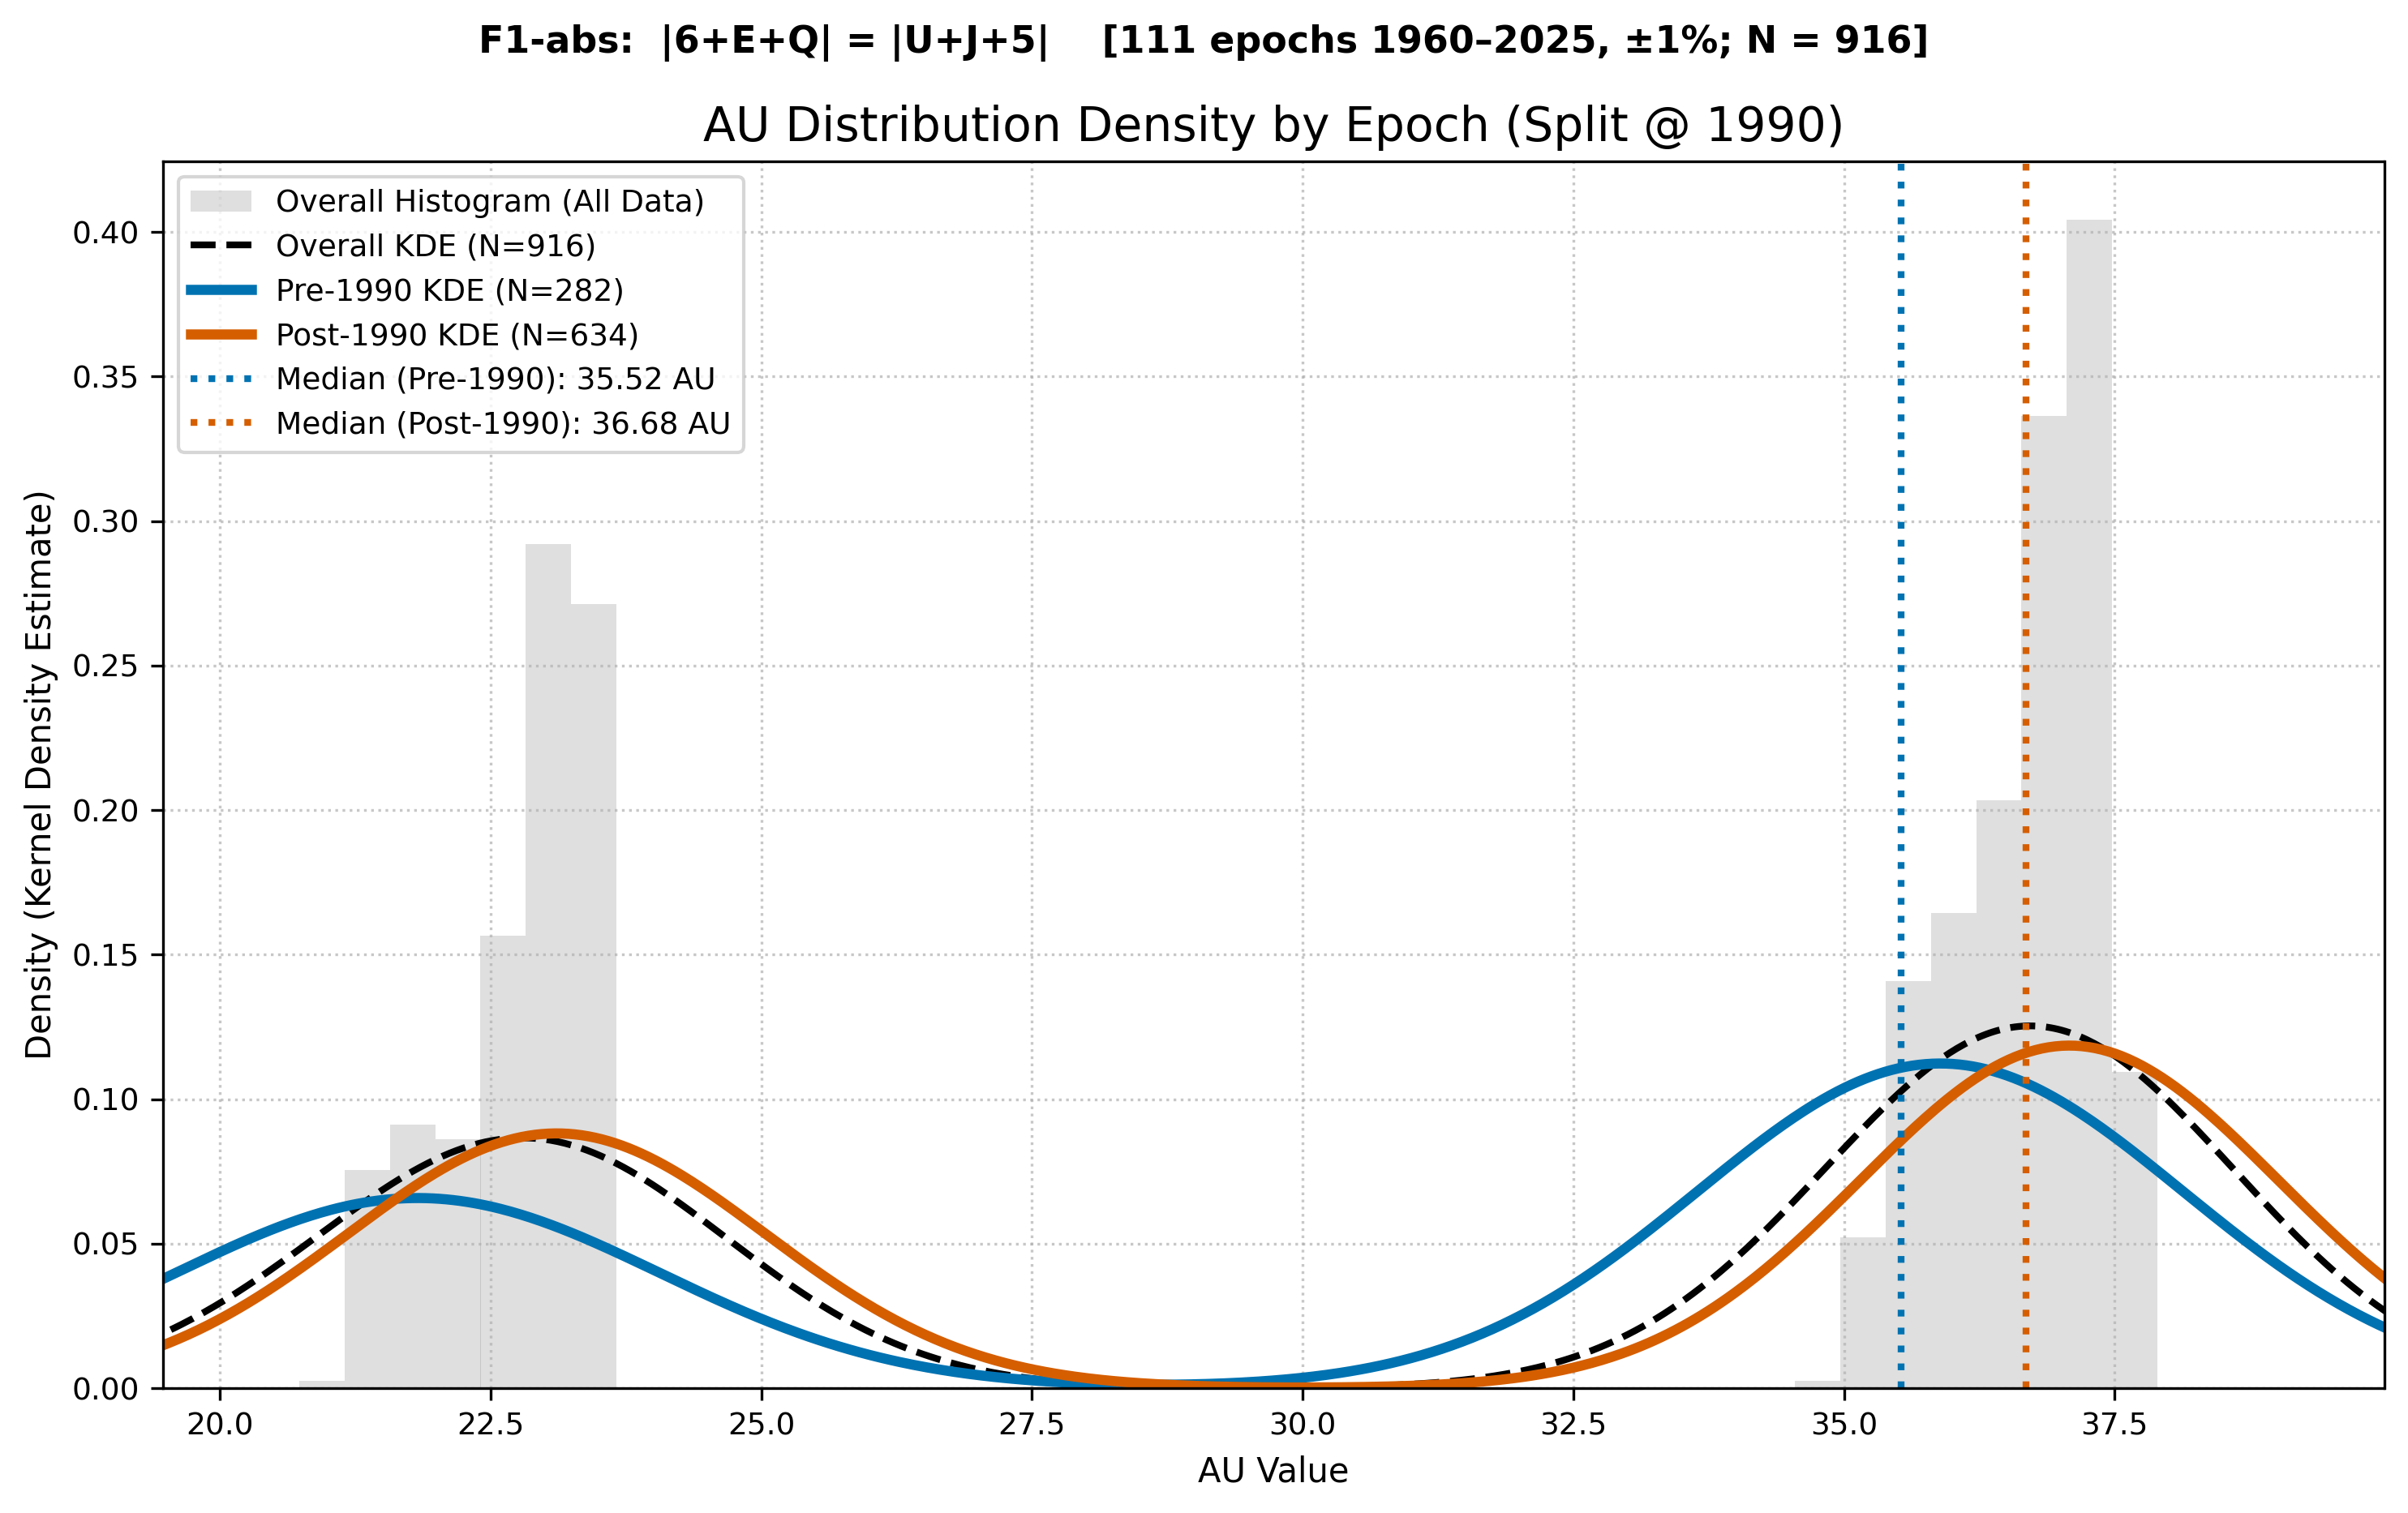 F1-abs:  |6+E+Q| = |U+J+5|    [111 epochs 1960–2025, ±1%; N = 916]
AU Distribution Density by Epoch (Split @ 1990)
Overall Histogram (All Data)
Overall KDE (N=916)
Pre-1990 KDE (N=282)
Post-1990 KDE (N=634)
Median (Pre-1990): 35.52 AU
Median (Post-1990): 36.68 AU
Density (Kernel Density Estimate)
0.40
0.35
0.30
0.25
0.20
0.15
0.10
0.05
0.00
20.0 22.5 25.0 27.5 30.0 32.5 35.0 37.5
AU Value